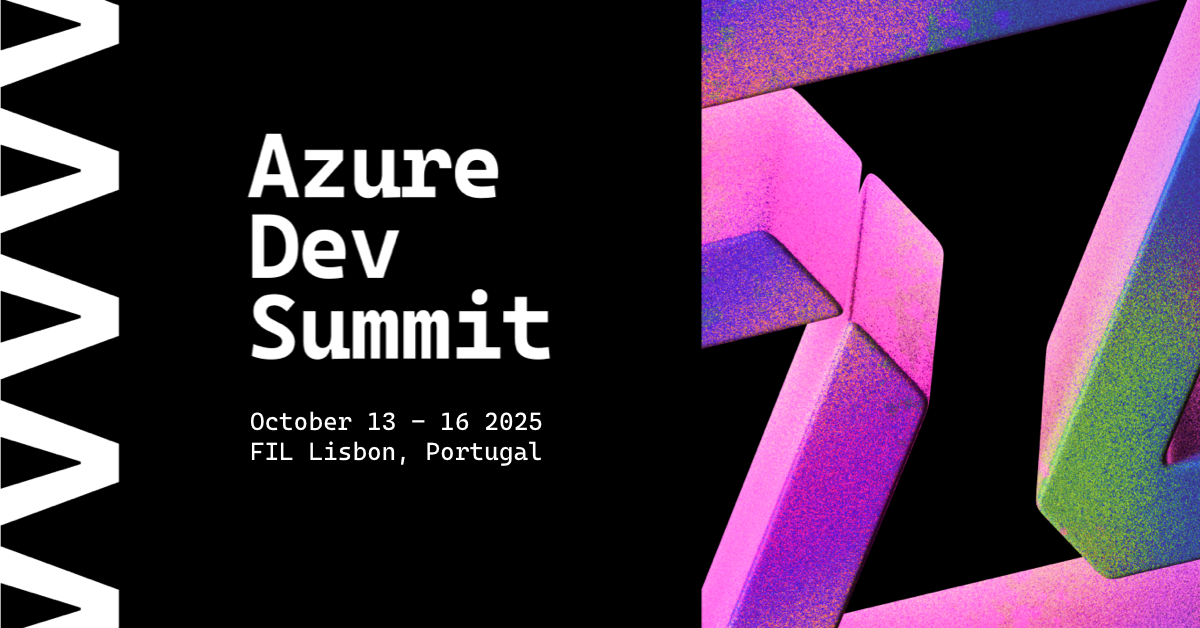 Azure
Dev
Summit
October 13 – 16 2025
FIL Lisbon, Portugal